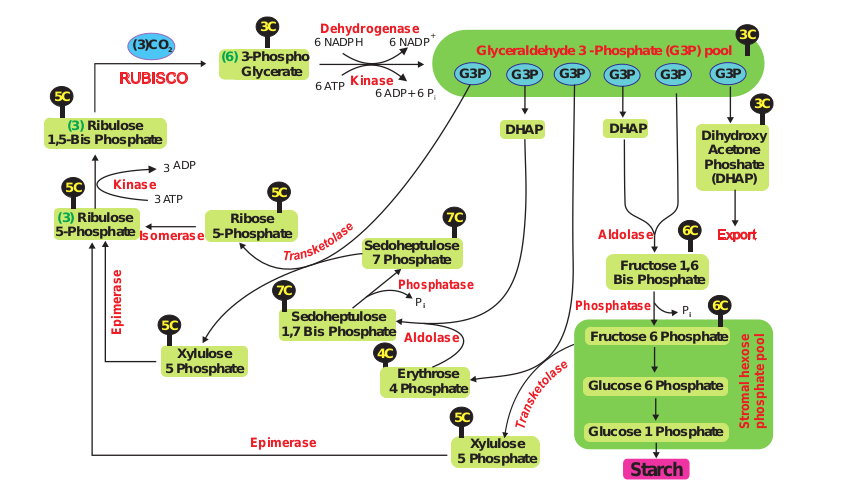 3C
Dehydrogenase
3C
(3)CO2
6 NADPH
6 NADP+
Glyceraldehyde 3 -Phosphate (G3P) pool
(6) 3-Phospho
Glycerate
RUBISCO
G3P
G3P
G3P
G3P
G3P
G3P
6 ATP
Kinase
6 ADP+6 Pi
5C
3C
(3) Ribulose
1,5-Bis Phosphate
DHAP
DHAP
Dihydroxy
Acetone
Phoshate
(DHAP)
3 ADP
Kinase
3 ATP
5C
5C
7C
(3) Ribulose
5-Phosphate
Isomerase
Ribose
5-Phosphate
Transketolase
Sedoheptulose
7 Phosphate
Aldolase
6C
Export
Fructose 1,6
Bis Phosphate
Phosphatase
Pi
7C
Epimerase
Sedoheptulose
1,7 Bis Phosphate
Phosphatase
Pi
6C
5C
Aldolase
Fructose 6 Phosphate
Xylulose
5 Phosphate
4C
Erythrose
4 Phosphate
Transketolase
Glucose 6 Phosphate
Stromal hexose
phosphate pool
5C
Glucose 1 Phosphate
Epimerase
Xylulose
5 Phosphate
Starch